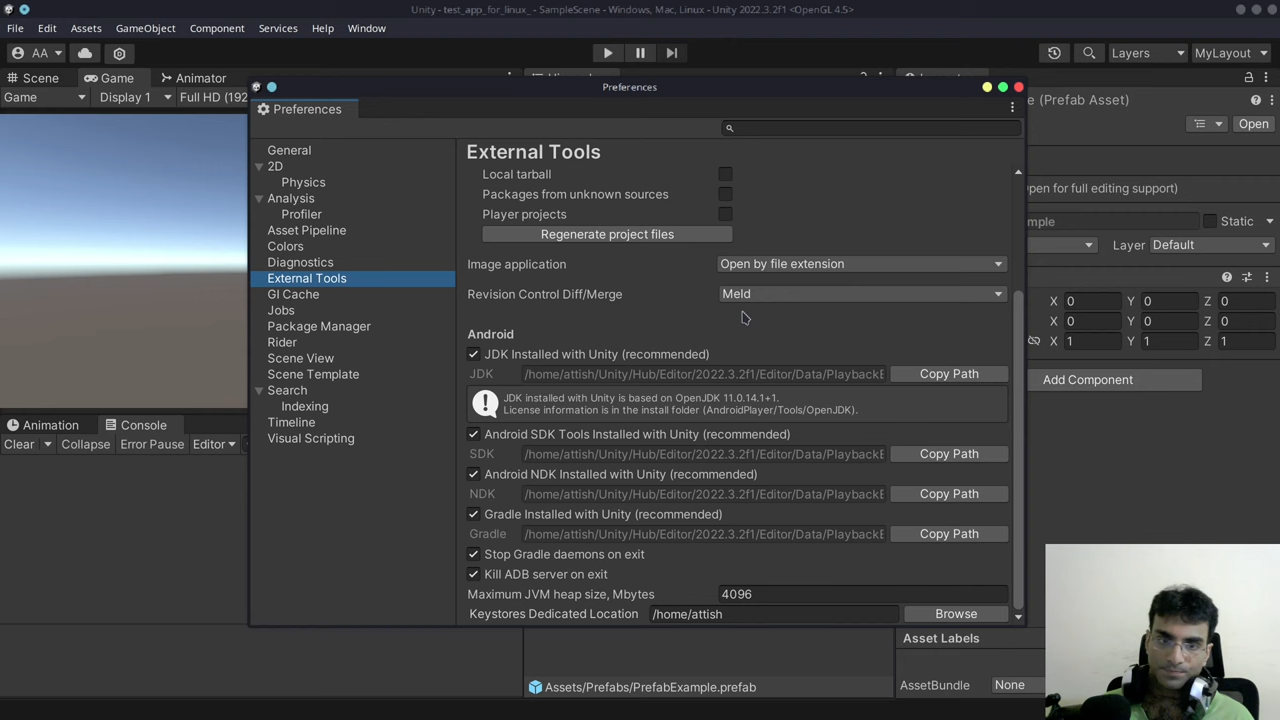 Unity - test_app_for_linux_ - SampleScene - Windows, Mac, Linux - Unity 2022.3.2f1 <OpenGL 4.5>
File Edit Assets GameObject Component Services Help Window
AA Layers MyLayout
Scene Game Animator
Game Display 1 Full HD (192
Preferences
Preferences
General
2D
Physics
Analysis
Profiler
Asset Pipeline
Colors
Diagnostics
External Tools
GI Cache
Jobs
Package Manager
Rider
Scene View
Scene Template
Search
Indexing
Timeline
Visual Scripting
External Tools
Local tarball
Packages from unknown sources
Player projects
Regenerate project files
Image application Open by file extension
Revision Control Diff/Merge Meld
Android
JDK Installed with Unity (recommended)
JDK /home/attish/Unity/Hub/Editor/2022.3.2f1/Editor/Data/PlaybackE Copy Path
JDK installed with Unity is based on OpenJDK 11.0.14.1+1.
License information is in the install folder (AndroidPlayer/Tools/OpenJDK).
Android SDK Tools Installed with Unity (recommended)
SDK /home/attish/Unity/Hub/Editor/2022.3.2f1/Editor/Data/PlaybackE Copy Path
Android NDK Installed with Unity (recommended)
NDK /home/attish/Unity/Hub/Editor/2022.3.2f1/Editor/Data/PlaybackE Copy Path
Gradle Installed with Unity (recommended)
Gradle /home/attish/Unity/Hub/Editor/2022.3.2f1/Editor/Data/PlaybackE Copy Path
Stop Gradle daemons on exit
Kill ADB server on exit
Maximum JVM heap size, Mbytes 4096
Keystores Dedicated Location /home/attish Browse
e (Prefab Asset)
Open
pen for full editing support)
mple Static
Layer Default
X 0 Y 0 Z 0
X 0 Y 0 Z 0
X 1 Y 1 Z 1
Add Component
Animation Console
Clear Collapse Error Pause Editor
Assets/Prefabs/PrefabExample.prefab
Asset Labels
AssetBundle None